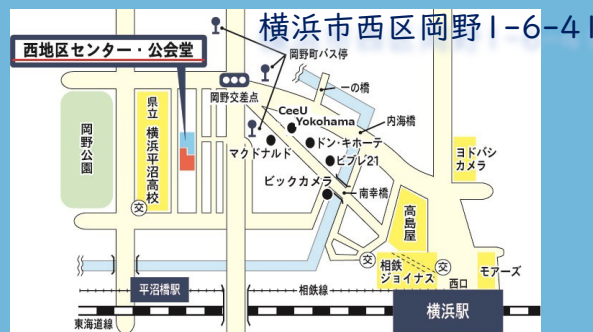 横浜市西区岡野1-6-41
西地区センター・公会堂
岡野町バス停
一の橋
岡野交差点
CeeU
Yokohama
内海橋
岡野公園
県立 横浜平沼高校
マクドナルド
ドン・キホーテ
ビブレ21
ヨドバシ
カメラ
ビックカメラ
南幸橋
交
高島屋
交
交
相鉄
ジョイナス
西口
モアーズ
平沼橋駅
相鉄線
横浜駅
東海道線